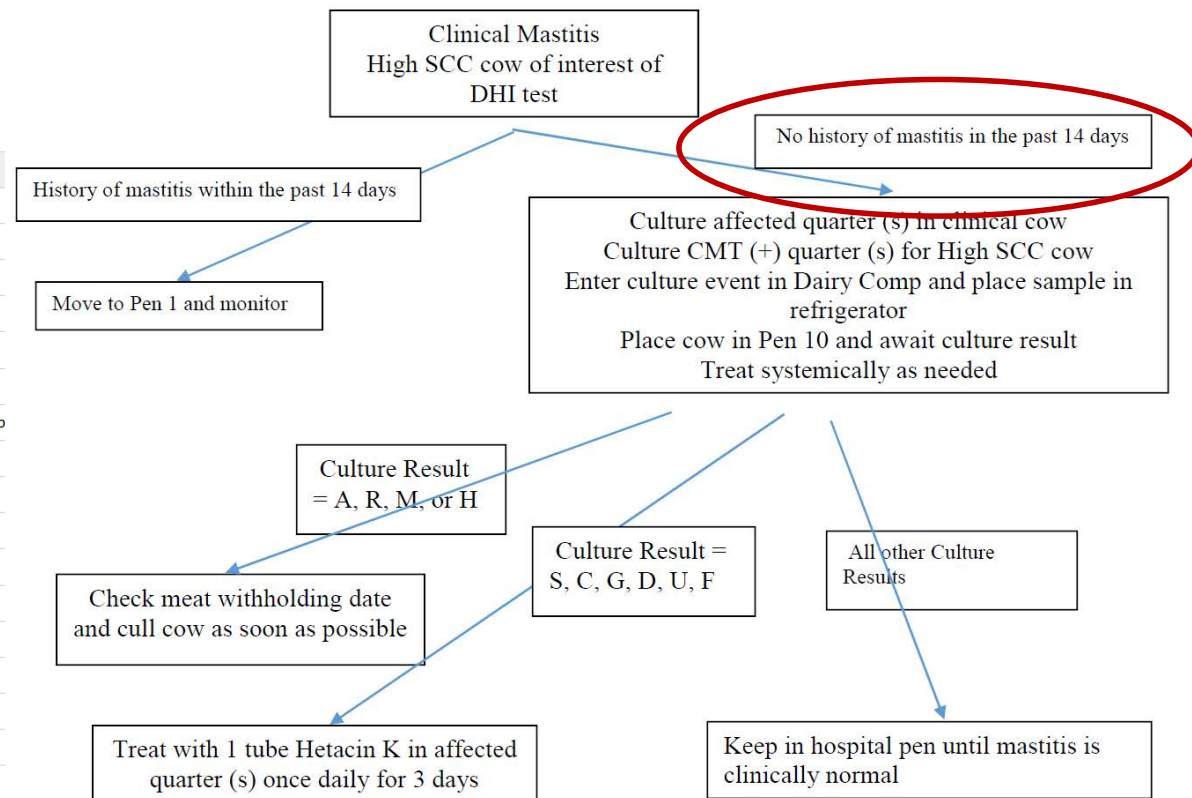 Clinical Mastitis
High SCC cow of interest of
DHI test
No history of mastitis in the past 14 days
History of mastitis within the past 14 days
Culture affected quarter (s) in clinical cow
Culture CMT (+) quarter (s) for High SCC cow
Enter culture event in Dairy Comp and place sample in
refrigerator
Place cow in Pen 10 and await culture result
Treat systemically as needed
Move to Pen 1 and monitor
Culture Result
= A, R, M, or H
Culture Result =
S, C, G, D, U, F
All other Culture
Results
Check meat withholding date
and cull cow as soon as possible
Treat with 1 tube Hetacin K in affected
quarter (s) once daily for 3 days
Keep in hospital pen until mastitis is
clinically normal